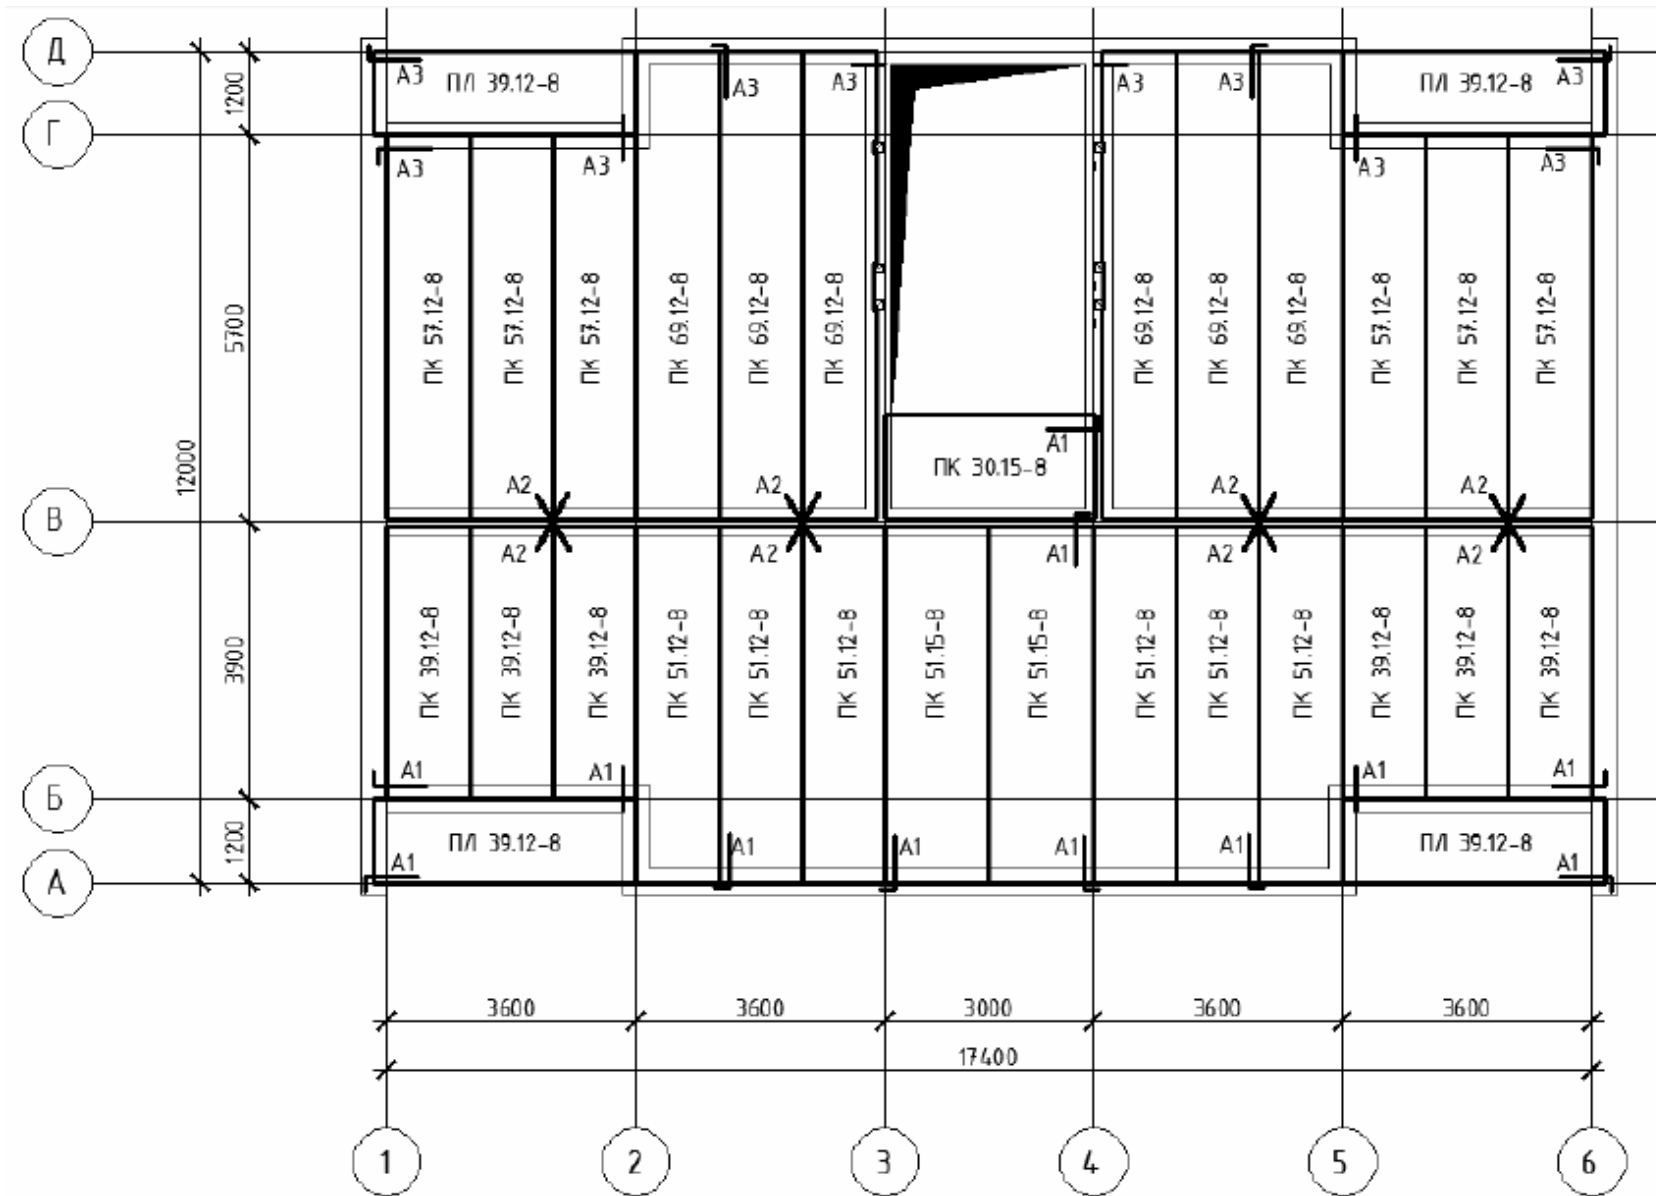 Д
А3
ПЛ 39.12-8
А3
А3
А3
А3
ПЛ 39.12-8
А3
1200
Г
А3
А3
А3
А3
5700
ПК 57.12-8
ПК 57.12-8
ПК 57.12-8
ПК 69.12-8
ПК 69.12-8
ПК 69.12-8
ПК 69.12-8
ПК 69.12-8
ПК 69.12-8
ПК 57.12-8
ПК 57.12-8
ПК 57.12-8
12000
А1
ПК 30.15-8
А2
А2
А2
А2
В
А2
А2
А1
А2
А2
3900
ПК 39.12-8
ПК 39.12-8
ПК 39.12-8
ПК 51.12-8
ПК 51.12-8
ПК 51.12-8
ПК 51.15-8
ПК 51.15-8
ПК 51.12-8
ПК 51.12-8
ПК 51.12-8
ПК 39.12-8
ПК 39.12-8
ПК 39.12-8
А1
А1
А1
А1
Б
1200
ПЛ 39.12-8
А1
А1
А1
А1
ПЛ 39.12-8
А1
А1
А
3600
3600
3000
3600
3600
17400
1
2
3
4
5
6